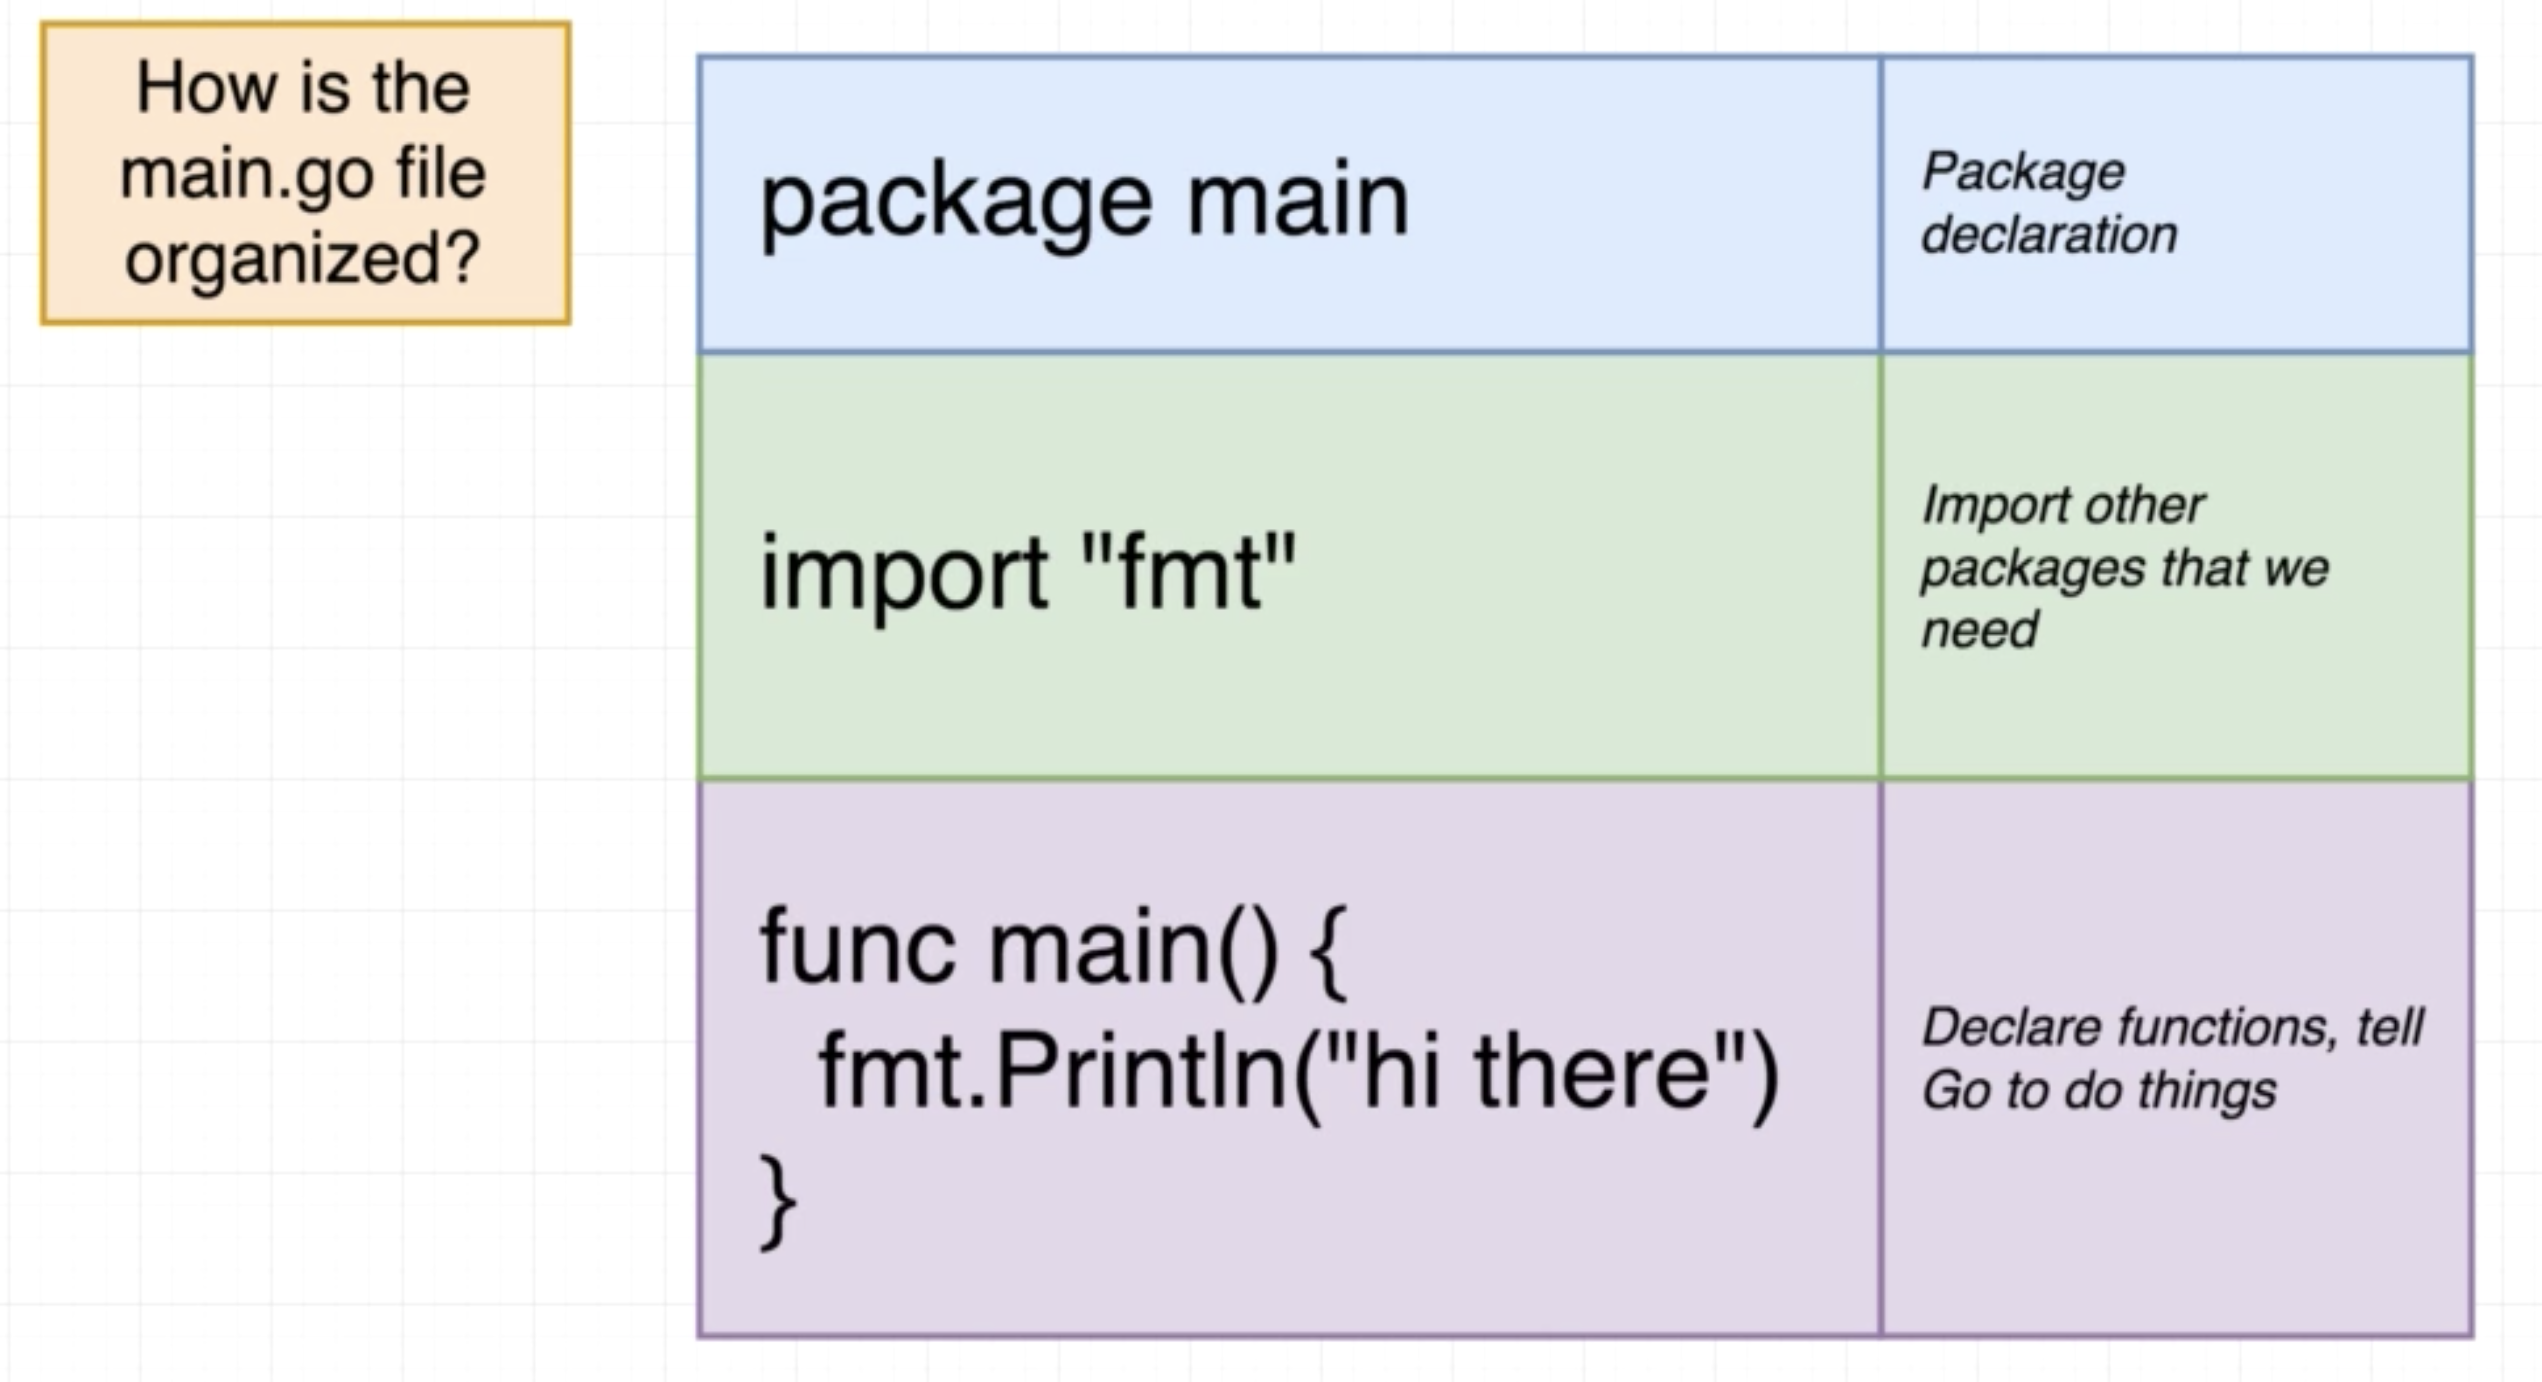 How is the
main.go file
organized?
package main
Package
declaration
import "fmt"
Import other
packages that we
need
func main() {
fmt.Println("hi there")
}
Declare functions, tell
Go to do things